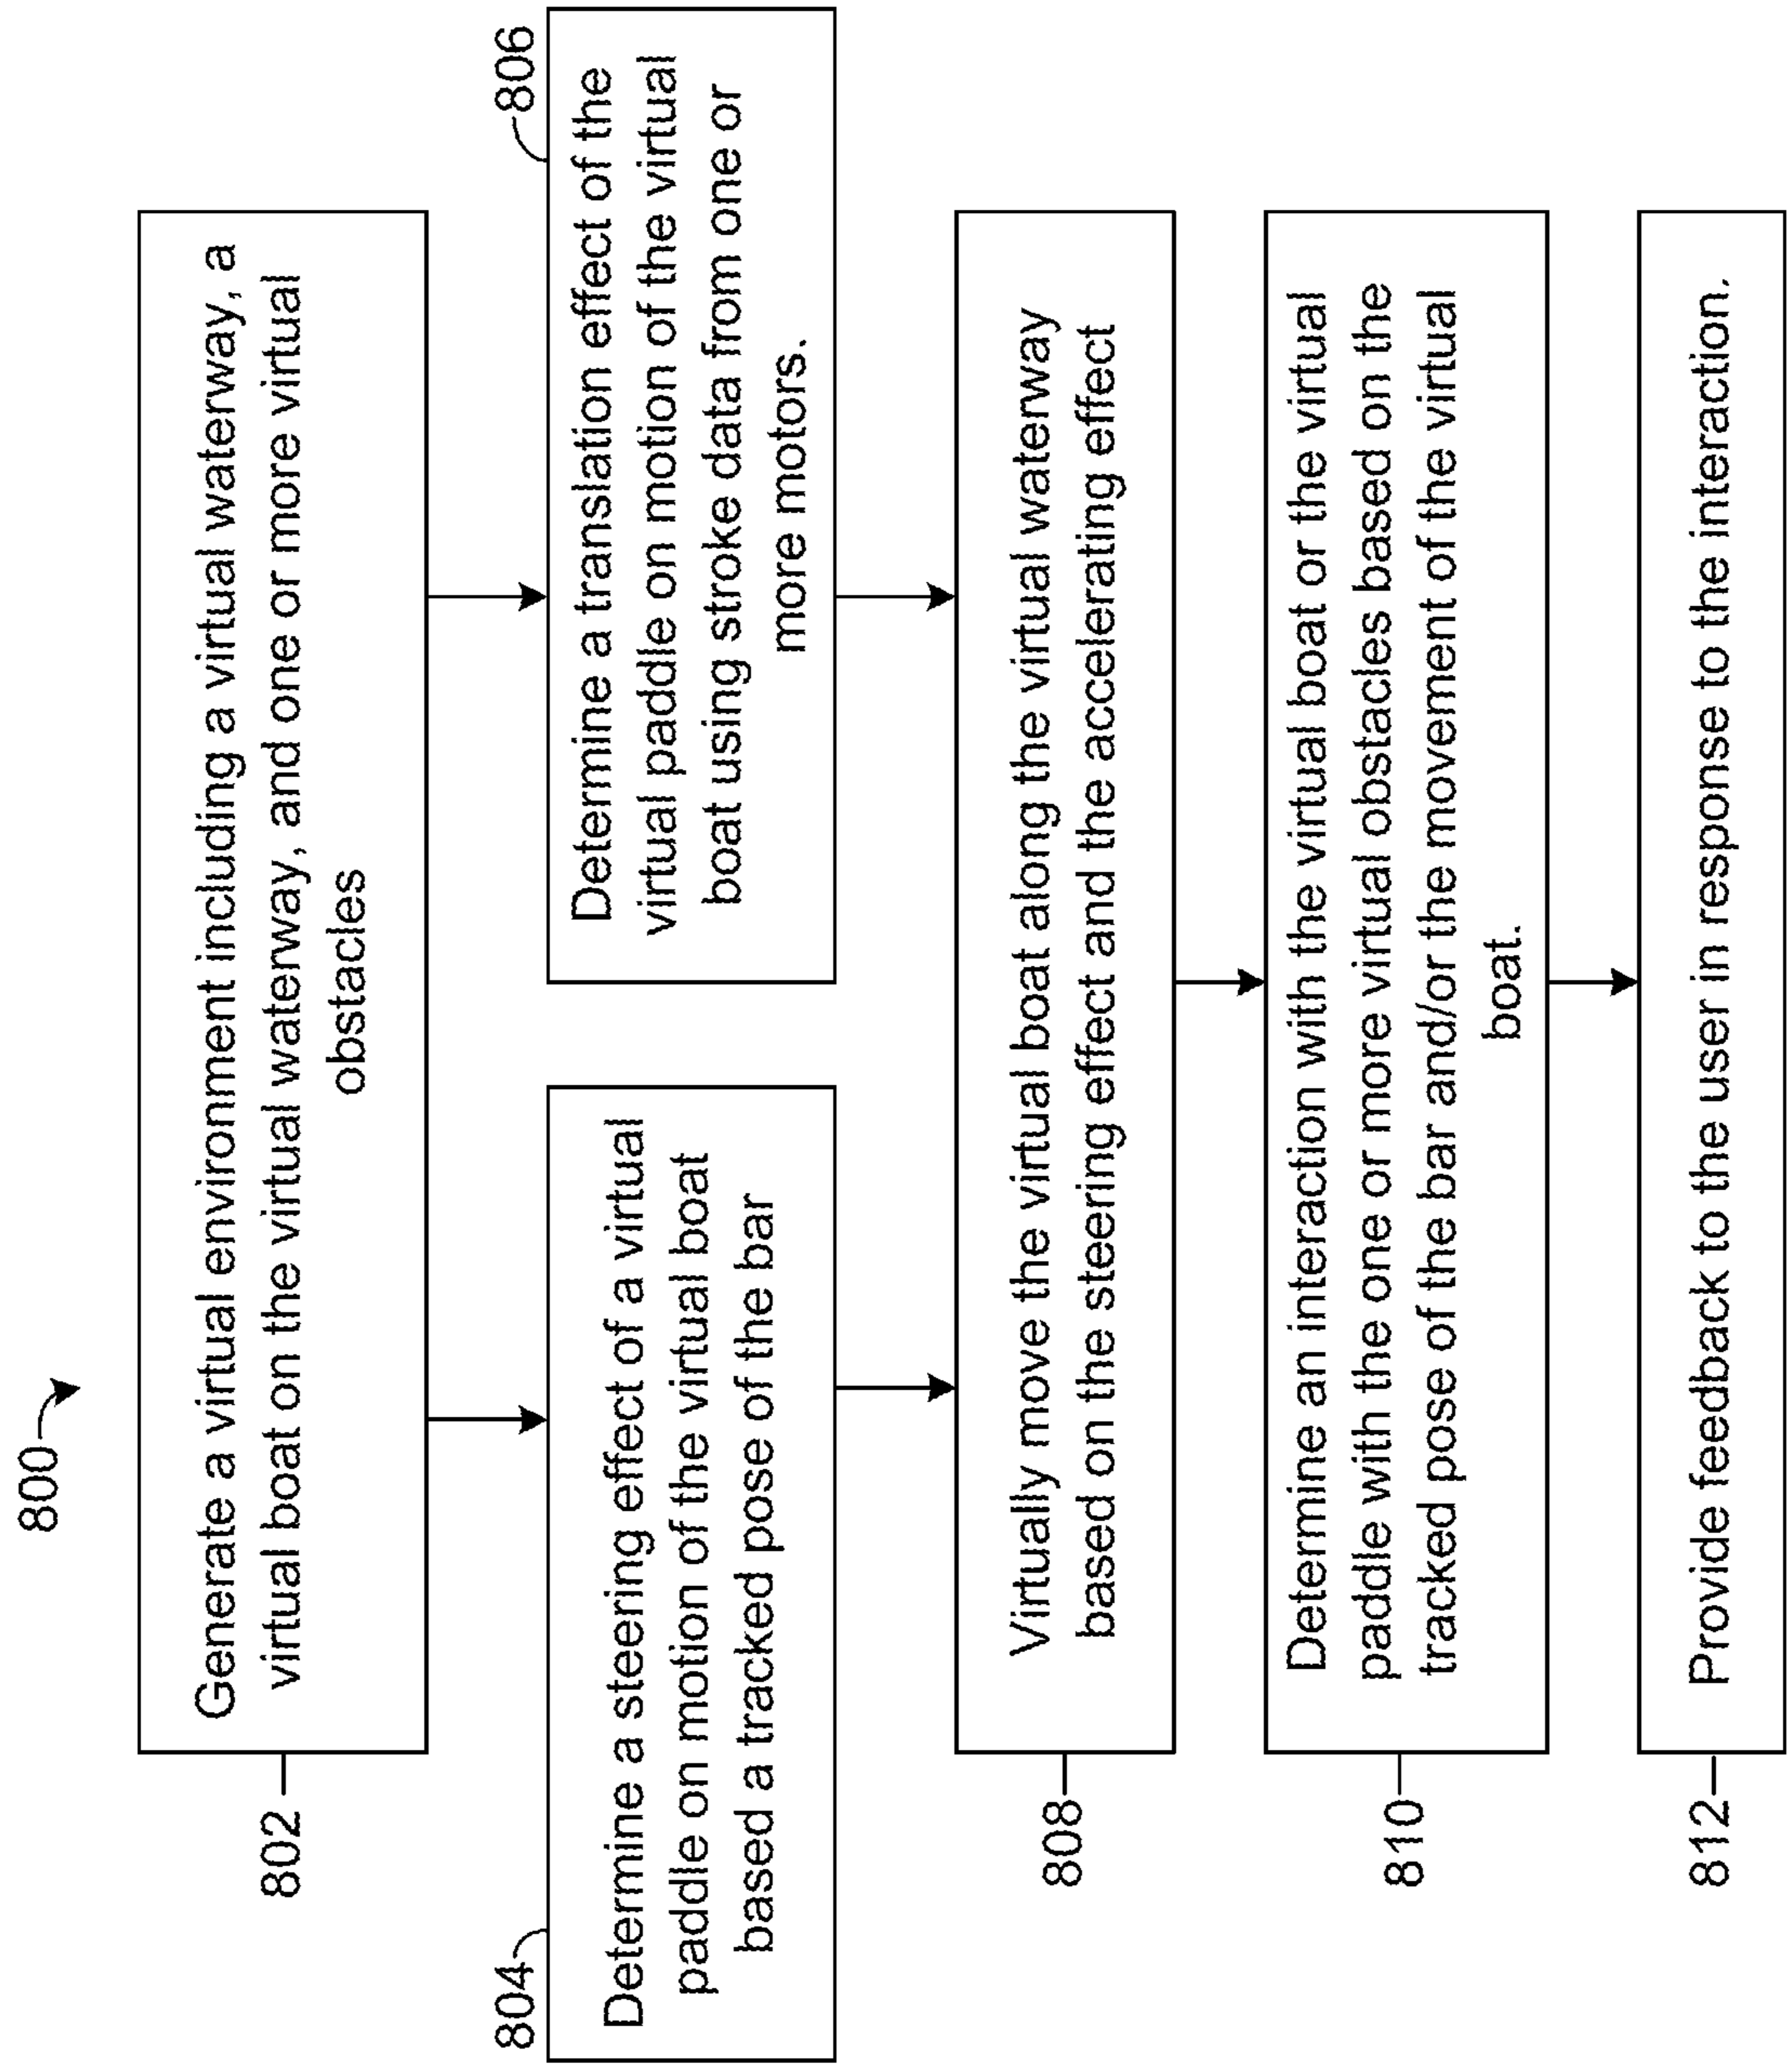 800
802
Generate a virtual environment including a virtual waterway, a
virtual boat on the virtual waterway, and one or more virtual
obstacles
804
Determine a steering effect of a virtual
paddle on motion of the virtual boat
based a tracked pose of the bar
806
Determine a translation effect of the
virtual paddle on motion of the virtual
boat using stroke data from one or
more motors.
808
Virtually move the virtual boat along the virtual waterway
based on the steering effect and the accelerating effect
810
Determine an interaction with the virtual boat or the virtual
paddle with the one or more virtual obstacles based on the
tracked pose of the bar and/or the movement of the virtual
boat.
812
Provide feedback to the user in response to the interaction.